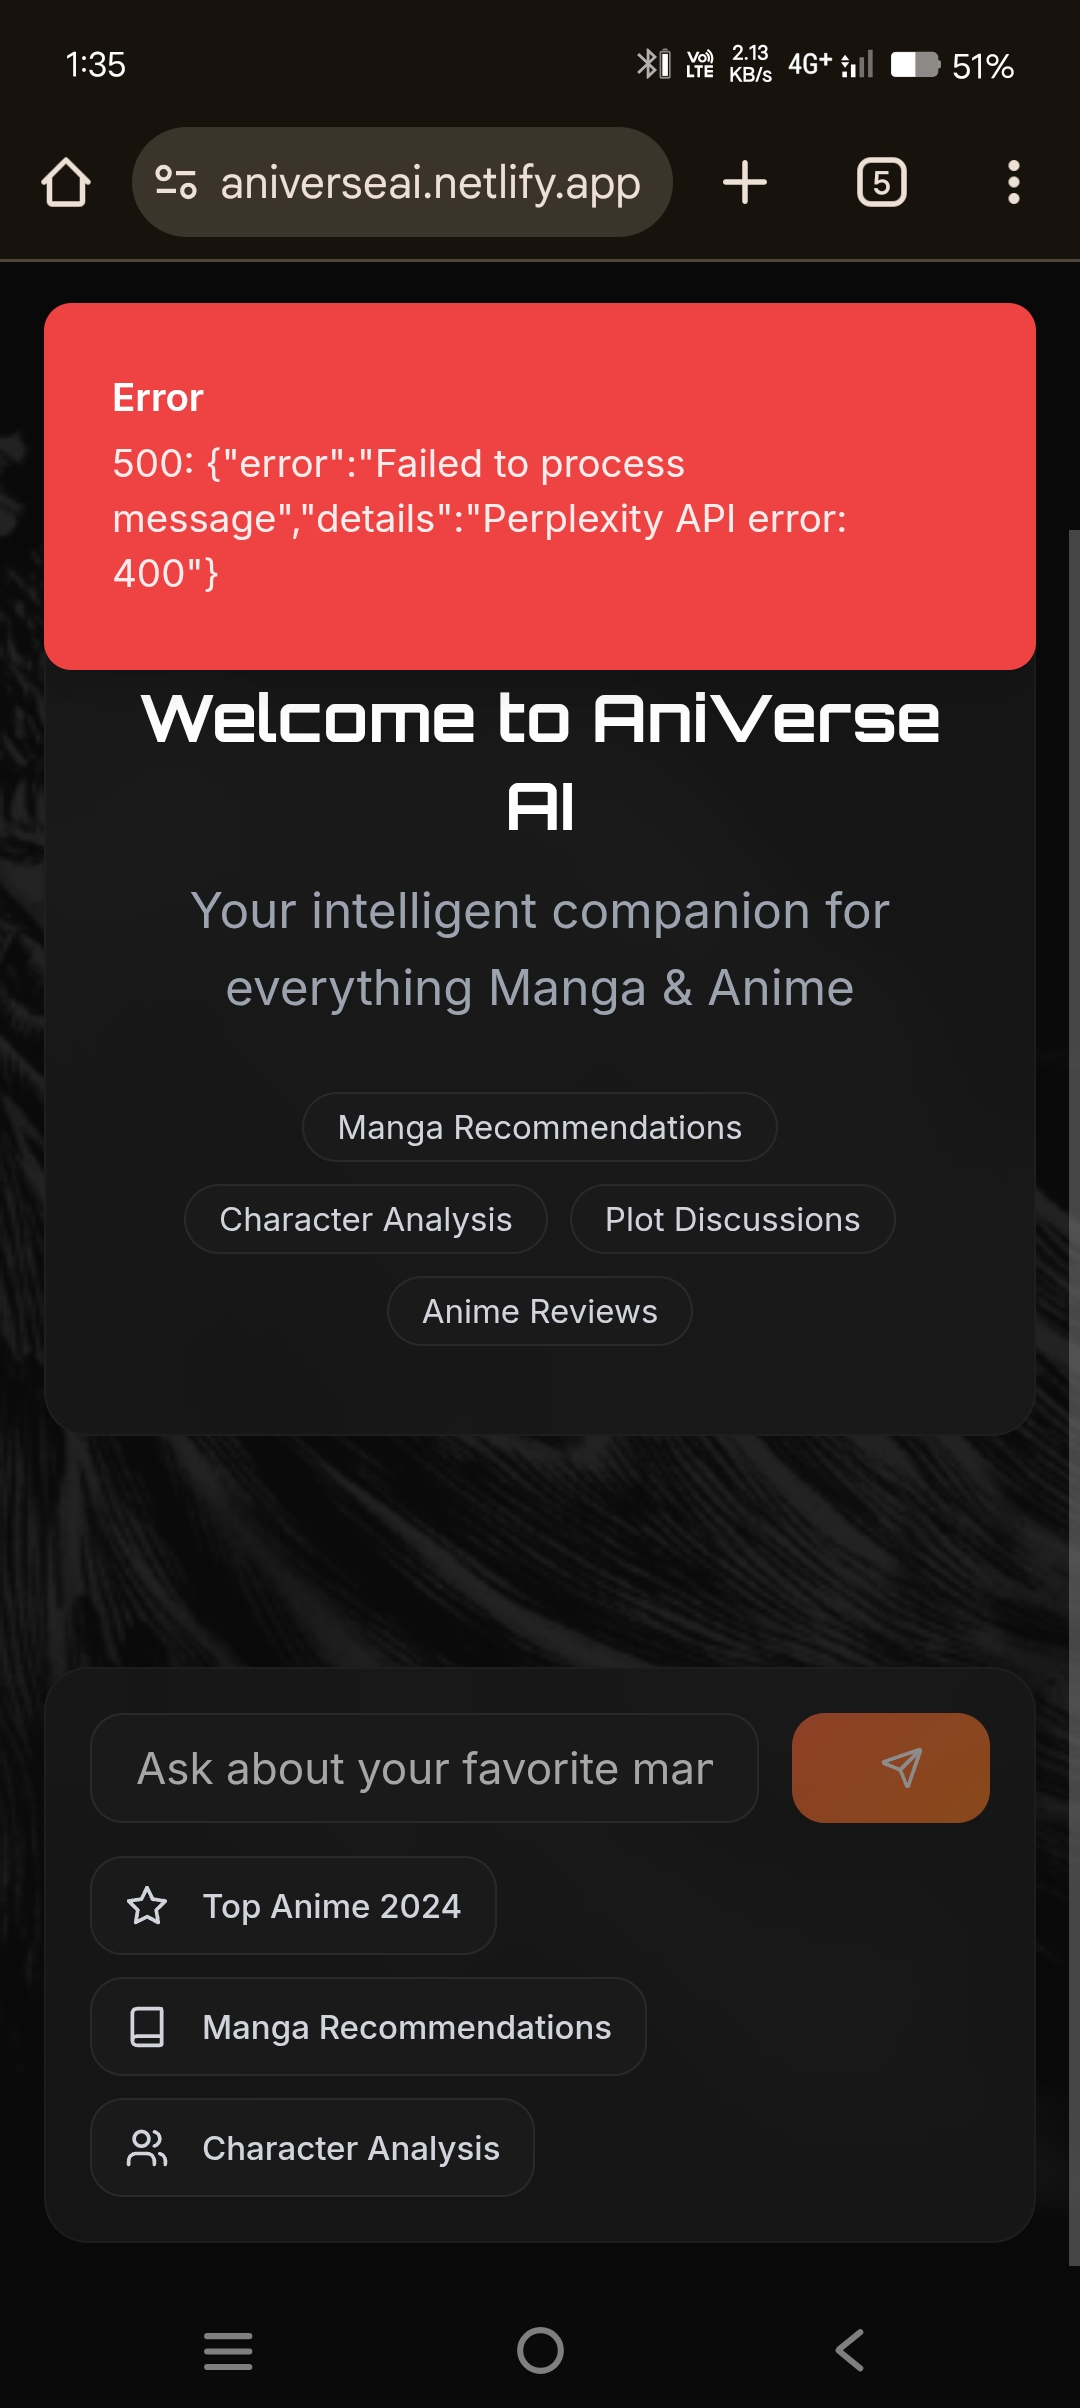 1:35
Vo) LTE
2.13 KB/s
4G+
51%
aniverseai.netlify.app
5
Error
500: {"error":"Failed to process
message","details":"Perplexity API error:
400"}
Welcome to AniVerse
AI
Your intelligent companion for
everything Manga & Anime
Manga Recommendations
Character Analysis
Plot Discussions
Anime Reviews
Ask about your favorite mar
Top Anime 2024
Manga Recommendations
Character Analysis